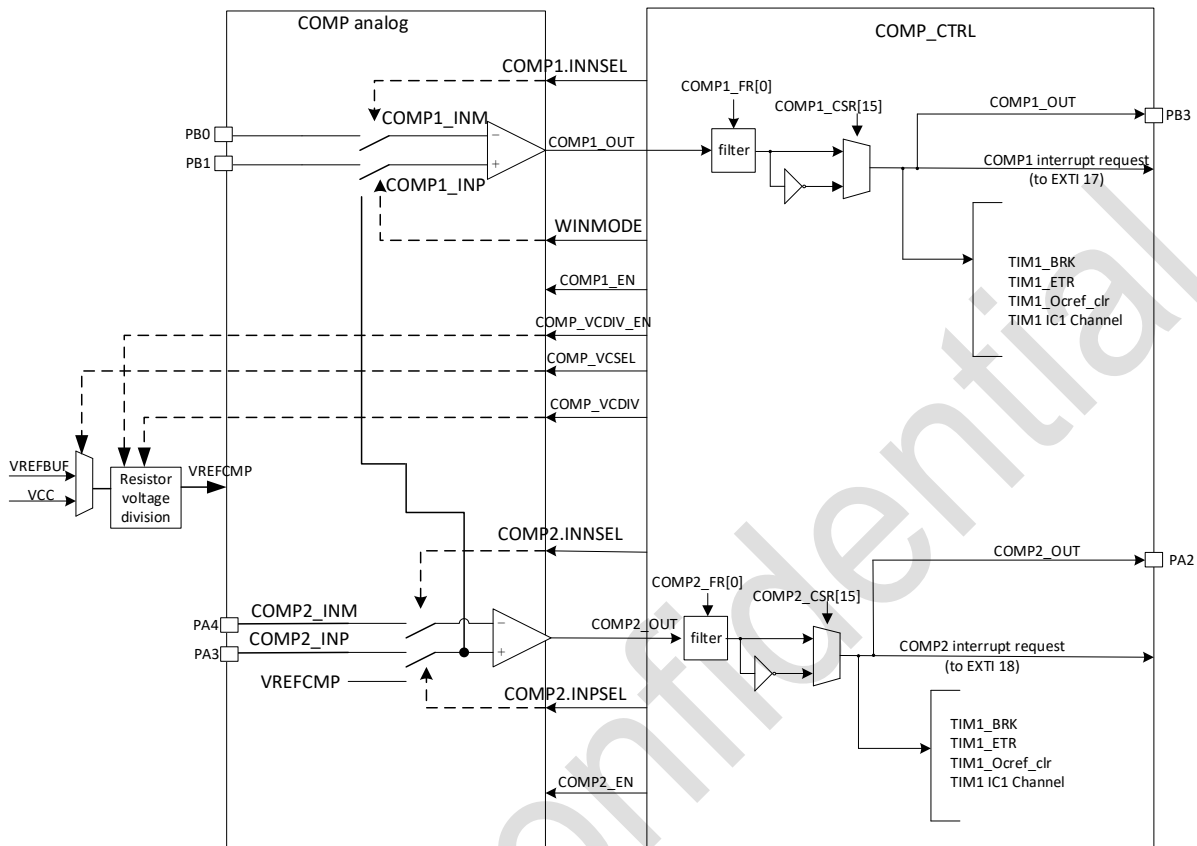 COMP analog
COMP_CTRL
COMP1.INNSEL
COMP1_FR[0]
COMP1_CSR[15]
COMP1_OUT
PB3
PB0
COMP1_INM
−
COMP1_OUT
filter
PB1
+
COMP1_INP
COMP1 interrupt request
(to EXTI 17)
WINMODE
TIM1_BRK
TIM1_ETR
TIM1_Ocref_clr
TIM1 IC1 Channel
COMP1_EN
COMP_VCDIV_EN
COMP_VCSEL
COMP_VCDIV
VREFBUF
VCC
Resistor
voltage
division
VREFCMP
COMP2.INNSEL
COMP2_OUT
PA2
COMP2_FR[0]
COMP2_CSR[15]
PA4
COMP2_INM
−
COMP2_OUT
filter
PA3
COMP2_INP
+
COMP2 interrupt request
(to EXTI 18)
VREFCMP
COMP2.INPSEL
TIM1_BRK
TIM1_ETR
TIM1_Ocref_clr
TIM1 IC1 Channel
COMP2_EN
onfidential